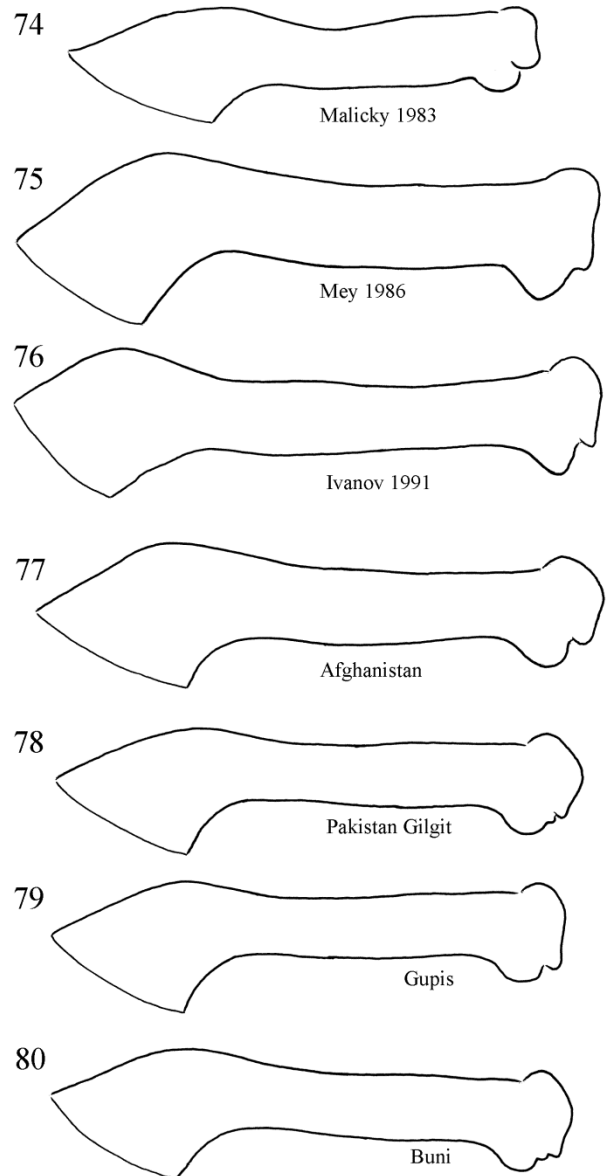 74
Malicky 1983
75
Mey 1986
76
Ivanov 1991
77
Afghanistan
78
Pakistan Gilgit
79
Gupis
80
Buni